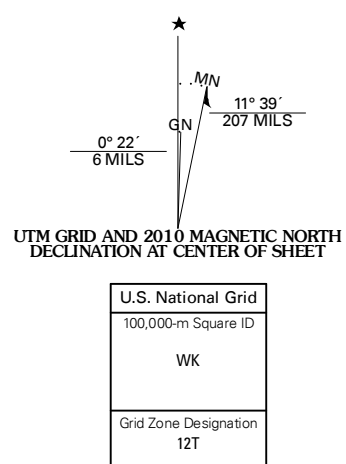 ★
MN
GN
11° 39´
207 MILS
0° 22´
6 MILS
UTM GRID AND 2010 MAGNETIC NORTH
DECLINATION AT CENTER OF SHEET
U.S. National Grid
100,000-m Square ID
WK
Grid Zone Designation
12T